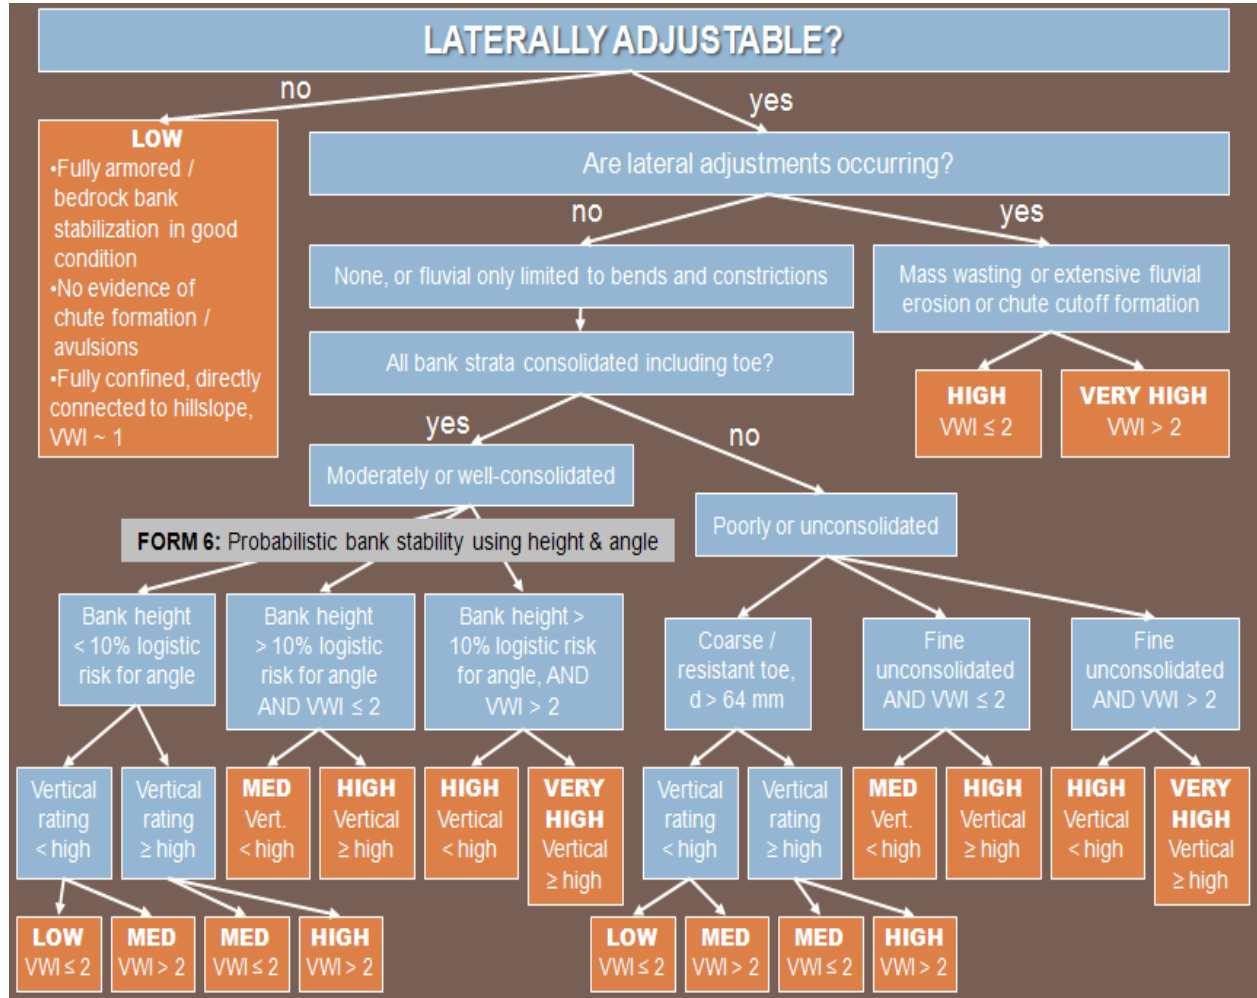 LATERALLY ADJUSTABLE?
no
yes
LOW
•Fully armored /
bedrock bank
stabilization in good
condition
•No evidence of
chute formation /
avulsions
•Fully confined, directly
connected to hillslope,
VWI ~ 1
Are lateral adjustments occurring?
no
yes
None, or fluvial only limited to bends and constrictions
Mass wasting or extensive fluvial
erosion or chute cutoff formation
All bank strata consolidated including toe?
HIGH
VWI ≤ 2
VERY HIGH
VWI > 2
yes
no
Moderately or well-consolidated
Poorly or unconsolidated
FORM 6: Probabilistic bank stability using height & angle
Bank height
< 10% logistic
risk for angle
Bank height
> 10% logistic
risk for angle
AND VWI ≤ 2
Bank height >
10% logistic risk
for angle, AND
VWI > 2
Coarse /
resistant toe,
d > 64 mm
Fine
unconsolidated
AND VWI ≤ 2
Fine
unconsolidated
AND VWI > 2
Vertical
rating
< high
Vertical
rating
≥ high
MED
Vert.
< high
HIGH
Vertical
≥ high
HIGH
Vertical
< high
VERY
HIGH
Vertical
≥ high
Vertical
rating
< high
Vertical
rating
≥ high
MED
Vert.
< high
HIGH
Vertical
≥ high
HIGH
Vertical
< high
VERY
HIGH
Vertical
≥ high
LOW
VWI ≤ 2
MED
VWI > 2
MED
VWI ≤ 2
HIGH
VWI > 2
LOW
VWI ≤ 2
MED
VWI > 2
MED
VWI ≤ 2
HIGH
VWI > 2